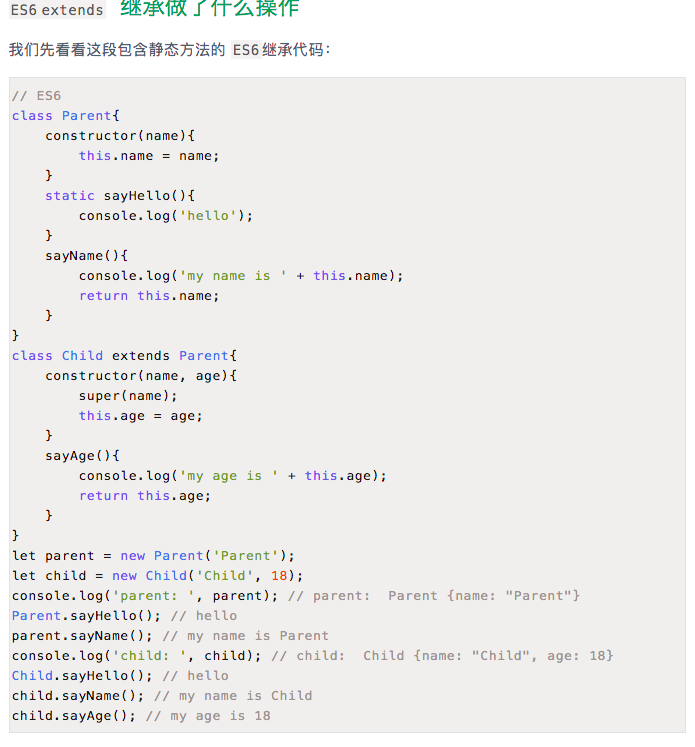 ES6 extends 继承做了什么操作
我们先看看这段包含静态方法的 ES6继承代码：
// ES6
class Parent{
    constructor(name){
        this.name = name;
    }
    static sayHello(){
        console.log('hello');
    }
    sayName(){
        console.log('my name is ' + this.name);
        return this.name;
    }
}
class Child extends Parent{
    constructor(name, age){
        super(name);
        this.age = age;
    }
    sayAge(){
        console.log('my age is ' + this.age);
        return this.age;
    }
}
let parent = new Parent('Parent');
let child = new Child('Child', 18);
console.log('parent: ', parent); // parent:  Parent {name: "Parent"}
Parent.sayHello(); // hello
parent.sayName(); // my name is Parent
console.log('child: ', child); // child:  Child {name: "Child", age: 18}
Child.sayHello(); // hello
child.sayName(); // my name is Child
child.sayAge(); // my age is 18